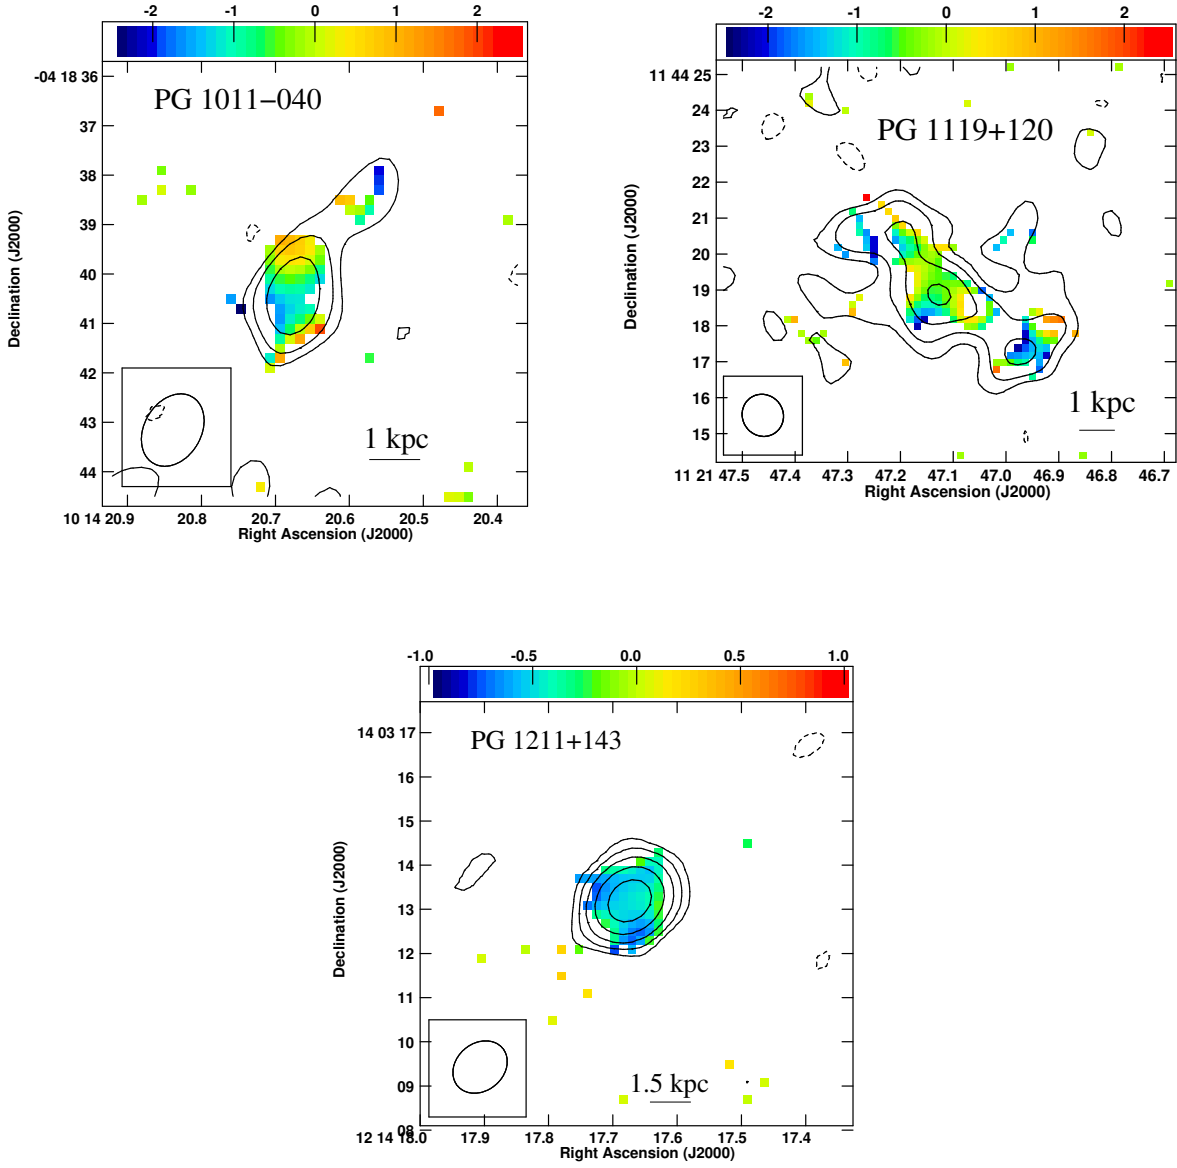 -2 -1 0 1 2
-04 18 36
PG 1011−040
37
38
39
40
41
42
43
44
Declination (J2000)
1 kpc
10 14 20.9 20.8 20.7 20.6 20.5 20.4
Right Ascension (J2000)
-2 -1 0 1 2
11 44 25
24
PG 1119+120
23
22
21
20
19
18
17
16
15
Declination (J2000)
1 kpc
11 21 47.5 47.4 47.3 47.2 47.1 47.0 46.9 46.8 46.7
Right Ascension (J2000)
-1.0 -0.5 0.0 0.5 1.0
14 03 17
PG 1211+143
16
15
14
13
12
11
10
09
08
Declination (J2000)
1.5 kpc
12 14 18.0 17.9 17.8 17.7 17.6 17.5 17.4
Right Ascension (J2000)